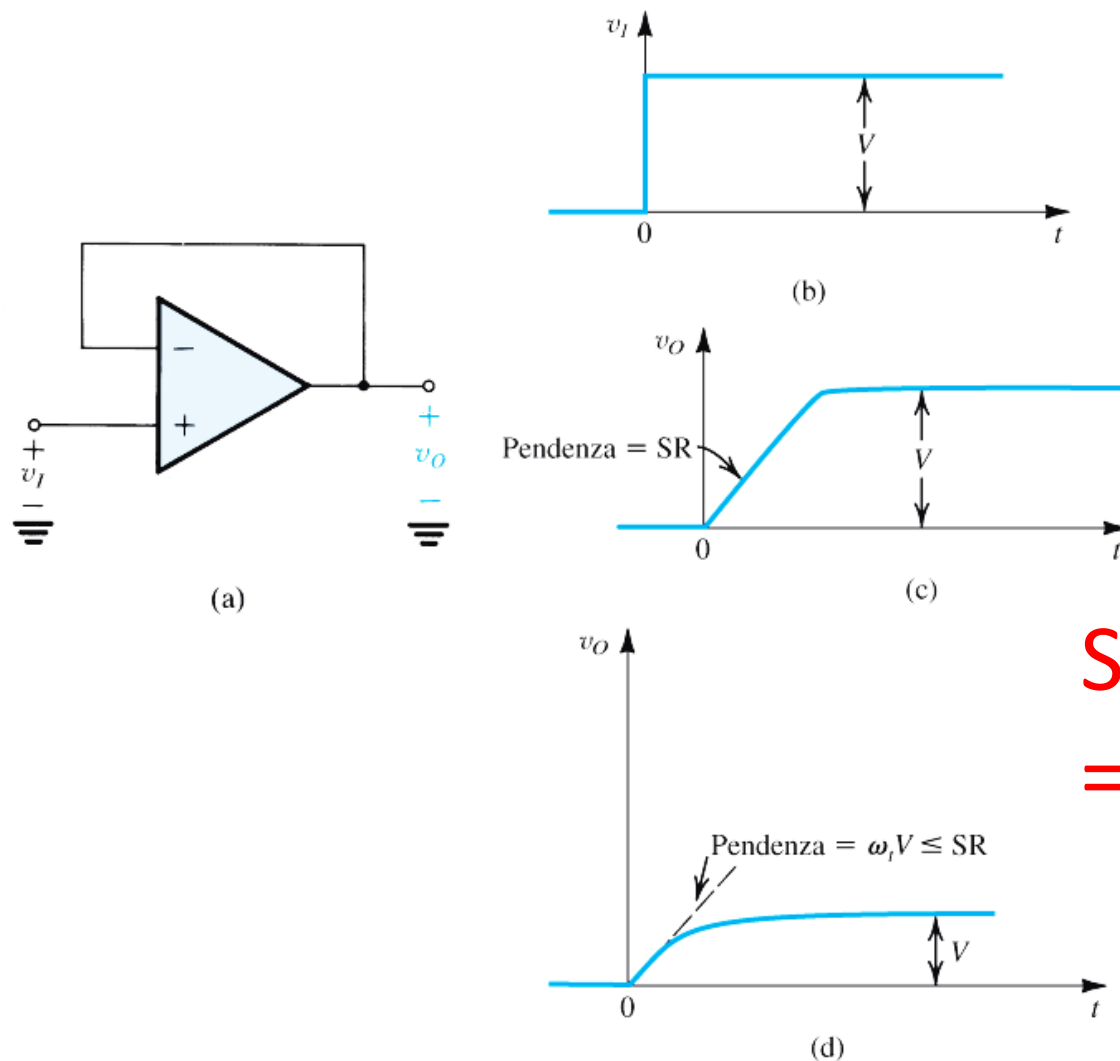 v_I
V
0
t
(b)
−
+
+
v_I
−
+
v_O
−
(a)
v_O
Pendenza = SR
V
0
t
(c)
v_O
S
=
Pendenza = ω_t V ≤ SR
V
0
t
(d)